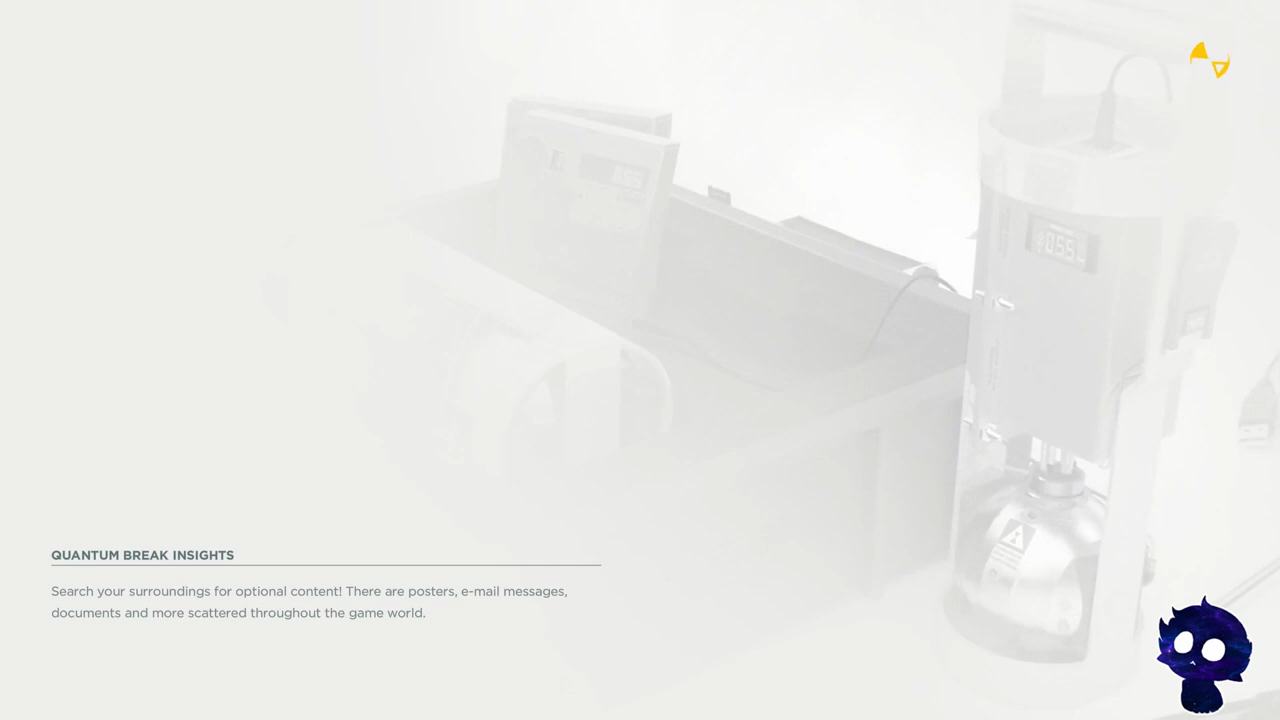 055
QUANTUM BREAK INSIGHTS
Search your surroundings for optional content! There are posters, e-mail messages,
documents and more scattered throughout the game world.